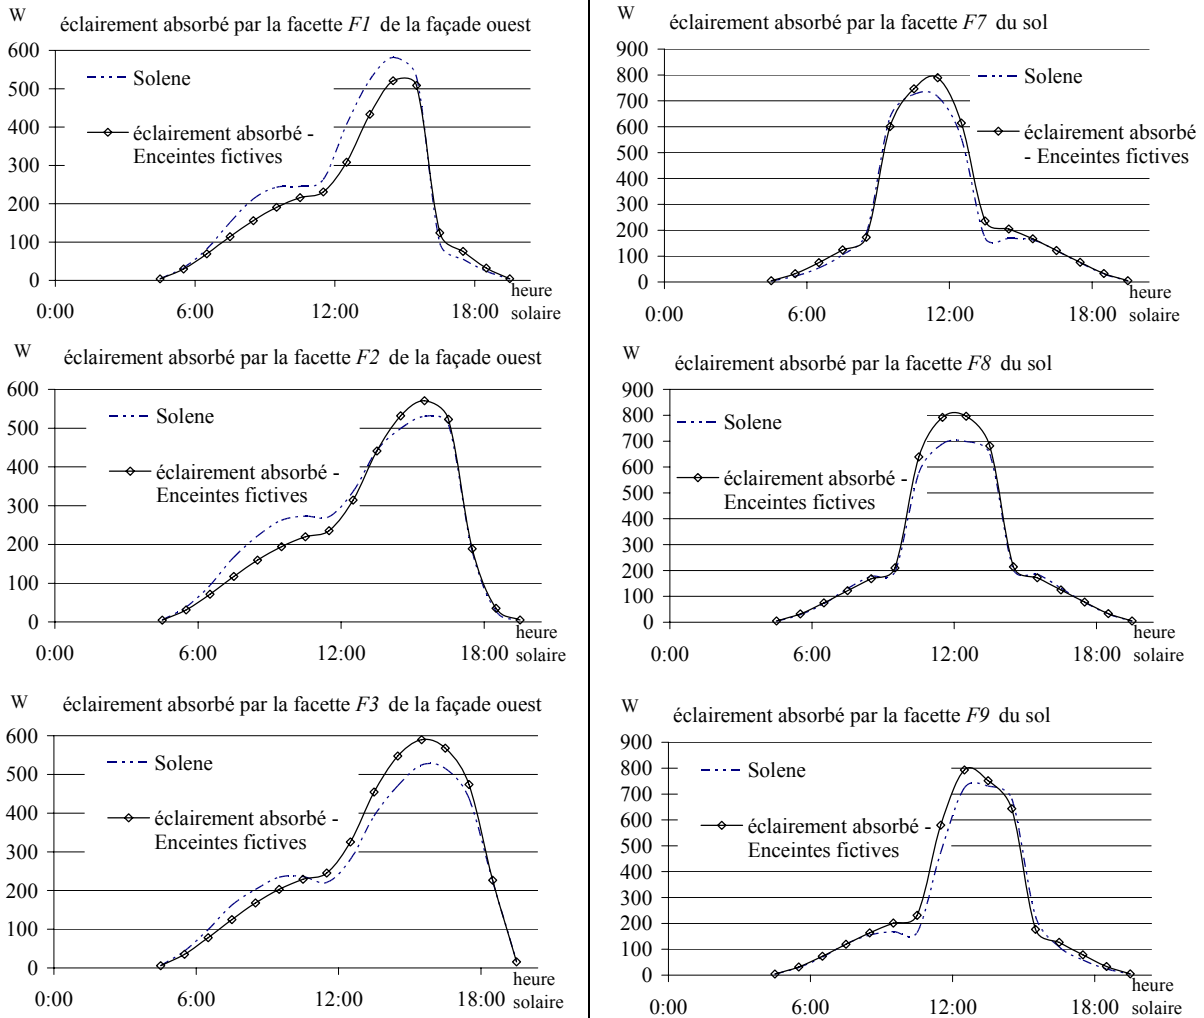 W
éclairement absorbé par la facette F1 de la façade ouest
600
500
400
300
200
100
0
Solene
éclairement absorbé -
Enceintes fictives
0:00 6:00 12:00 18:00
heure
solaire
W
éclairement absorbé par la facette F2 de la façade ouest
600
500
400
300
200
100
0
Solene
éclairement absorbé -
Enceintes fictives
0:00 6:00 12:00 18:00
heure
solaire
W
éclairement absorbé par la facette F3 de la façade ouest
600
500
400
300
200
100
0
Solene
éclairement absorbé -
Enceintes fictives
0:00 6:00 12:00 18:00
heure
solaire
W
éclairement absorbé par la facette F7 du sol
900
800
700
600
500
400
300
200
100
0
Solene
éclairement absorbé
- Enceintes fictives
0:00 6:00 12:00 18:00
heure
solaire
W
éclairement absorbé par la facette F8 du sol
900
800
700
600
500
400
300
200
100
0
Solene
éclairement absorbé -
Enceintes fictives
0:00 6:00 12:00 18:00
heure
solaire
W
éclairement absorbé par la facette F9 du sol
900
800
700
600
500
400
300
200
100
0
Solene
éclairement absorbé -
Enceintes fictives
0:00 6:00 12:00 18:00
heure
solaire